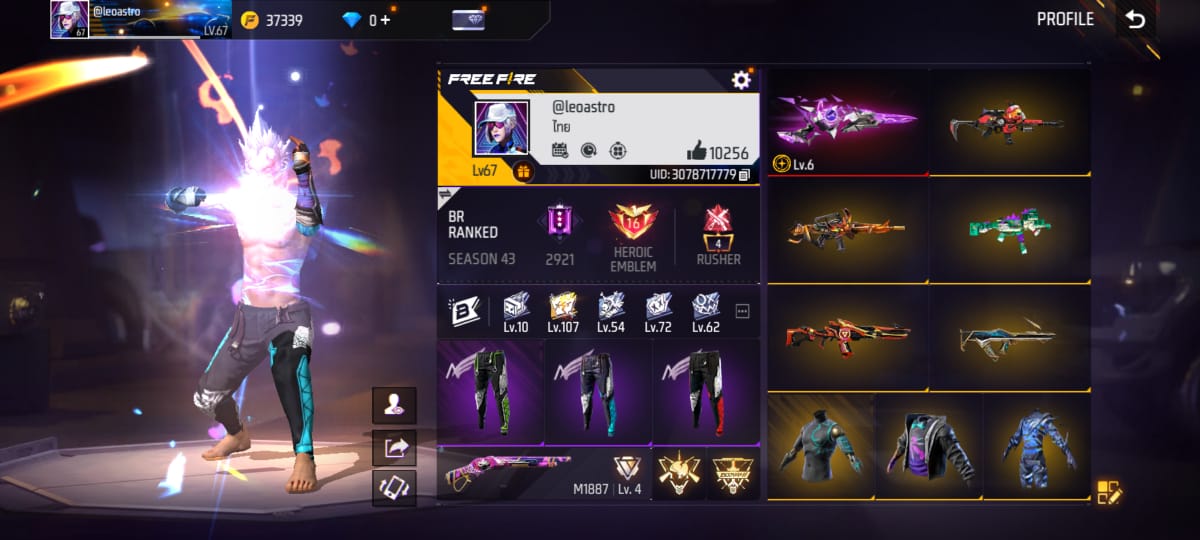 @leoastro
67
LV.67
37339
0 +
PROFILE
FREE FIRE
@leoastro
ไทย
10256
Lv67
UID: 3078717779
BR
RANKED
SEASON 43
2921
16
HEROIC
EMBLEM
4
RUSHER
Lv.10
Lv.107
Lv.54
Lv.72
Lv.62
M1887 | Lv. 4
Lv.6